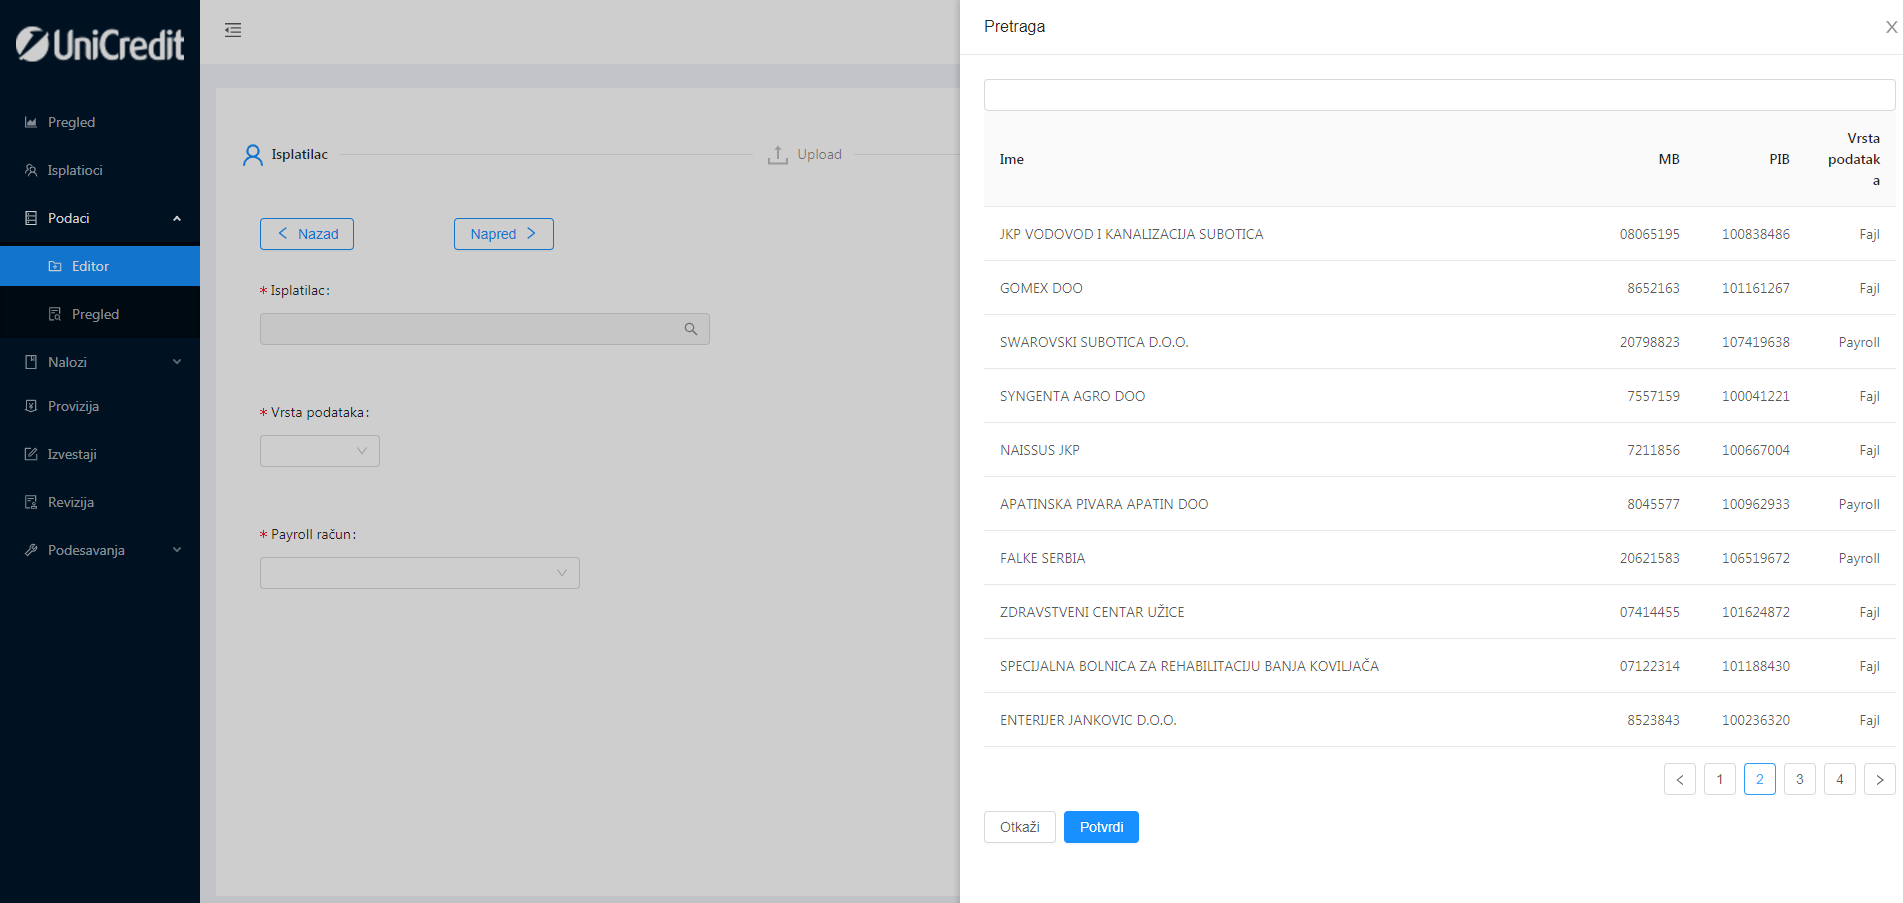 UniCredit
Pregled
Isplatioci
Podaci
Editor
Pregled
Nalozi
Provizija
Izvestaji
Revizija
Podesavanja
Isplatilac
Upload
Nazad
Napred
* Isplatilac:
* Vrsta podataka:
* Payroll račun:
Pretraga
Ime MB PIB Vrsta
podatak
a
JKP VODOVOD I KANALIZACIJA SUBOTICA 08065195 100838486 Fajl
GOMEX DOO 8652163 101161267 Fajl
SWAROVSKI SUBOTICA D.O.O. 20798823 107419638 Payroll
SYNGENTA AGRO DOO 7557159 100041221 Fajl
NAISSUS JKP 7211856 100667004 Fajl
APATINSKA PIVARA APATIN DOO 8045577 100962933 Payroll
FALKE SERBIA 20621583 106519672 Payroll
ZDRAVSTVENI CENTAR UŽICE 07414455 101624872 Fajl
SPECIJALNA BOLNICA ZA REHABILITACIJU BANJA KOVILJAČA 07122314 101188430 Fajl
ENTERIJER JANKOVIC D.O.O. 8523843 100236320 Fajl
< 1 2 3 4 >
Otkaži Potvrdi